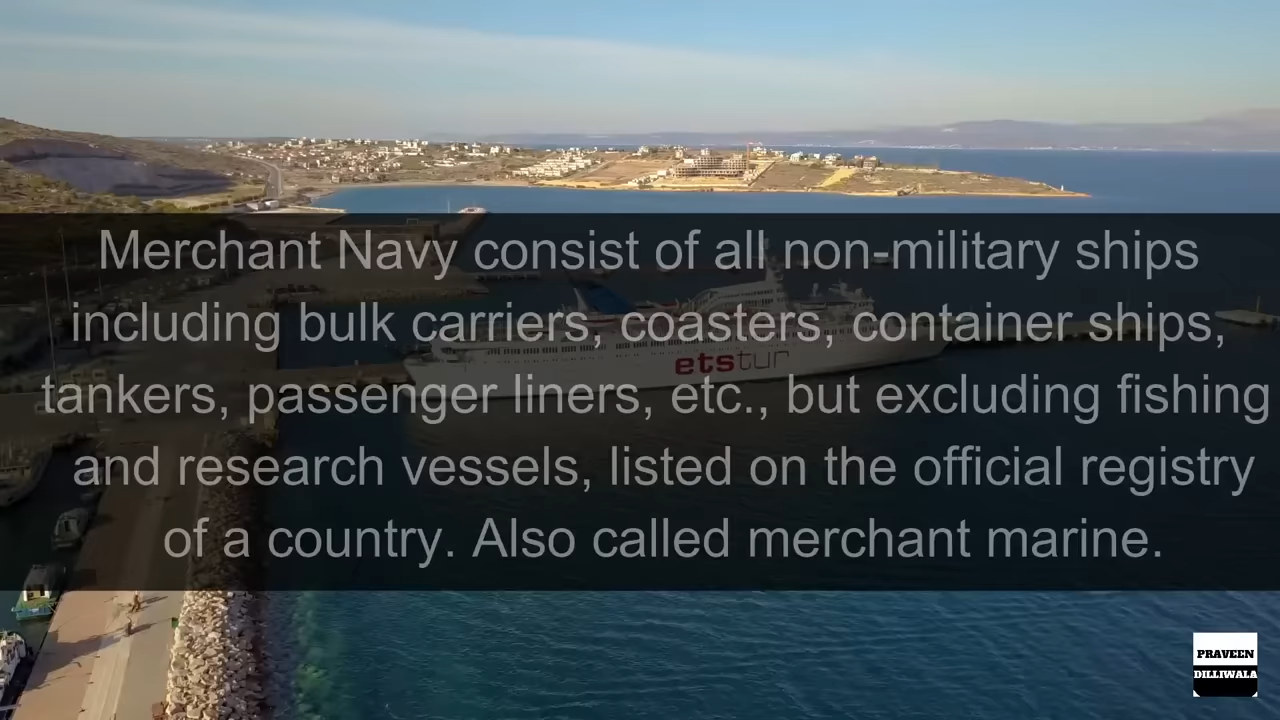 Merchant Navy consist of all non-military ships
including bulk carriers, coasters, container ships,
tankers, passenger liners, etc., but excluding fishing
and research vessels, listed on the official registry
of a country. Also called merchant marine.
etstur
PRAVEEN
DILLIWALA